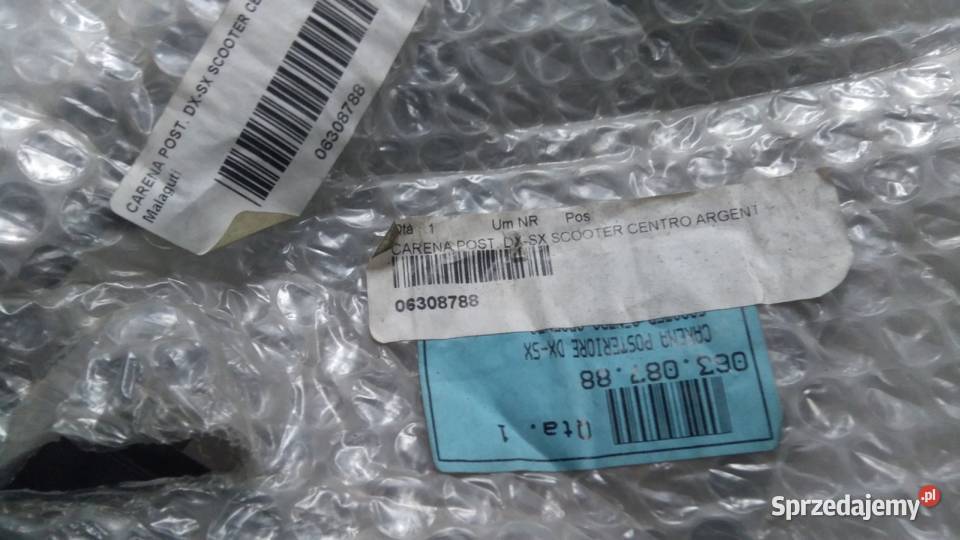 CARENA POST. DX-SX SCOOTER CE
Malaguti
06308788
Qtà : 1 Um NR Pos
CARENA POST. DX-SX SCOOTER CENTRO ARGENT
06308788
CARENA POSTERIORE DX-SX
063.087.88
Qta. 1
Sprzedajemy.pl